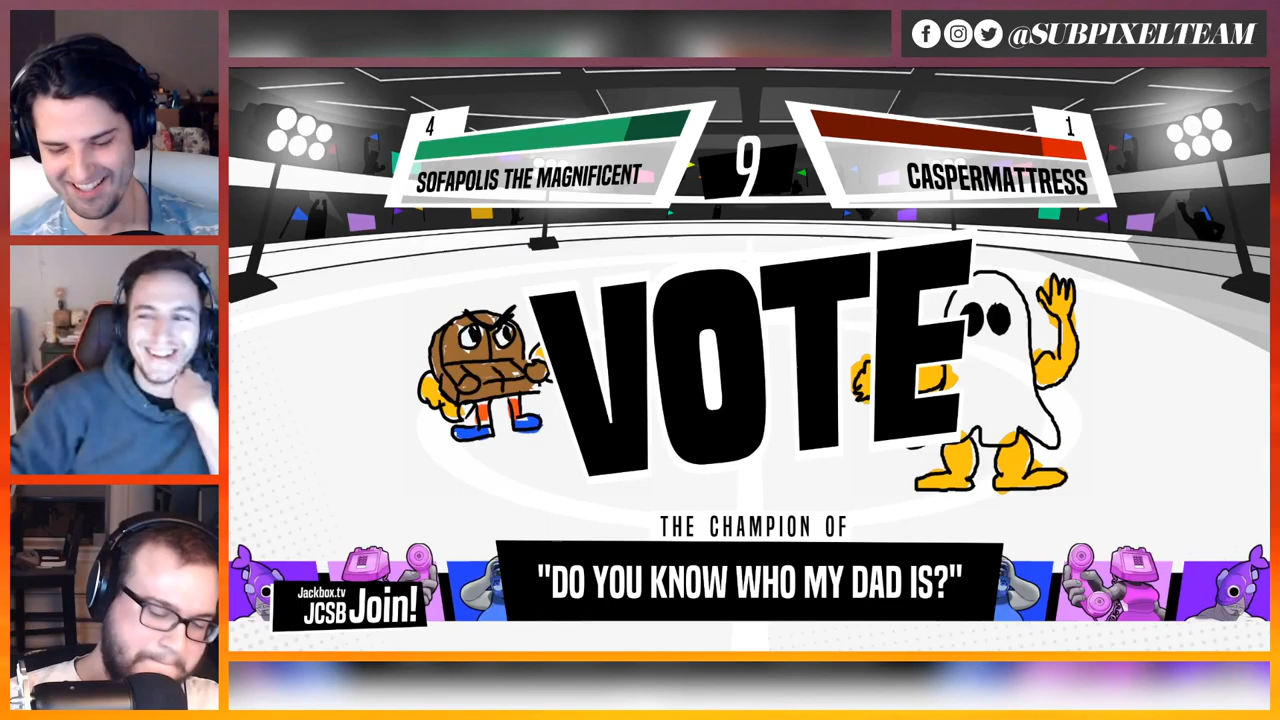 @SUBPIXELTEAM
4
SOFAPOLIS THE MAGNIFICENT
9
1
CASPERMATTRESS
VOTE
THE CHAMPION OF
"DO YOU KNOW WHO MY DAD IS?"
Jackbox.tv
JCSB Join!